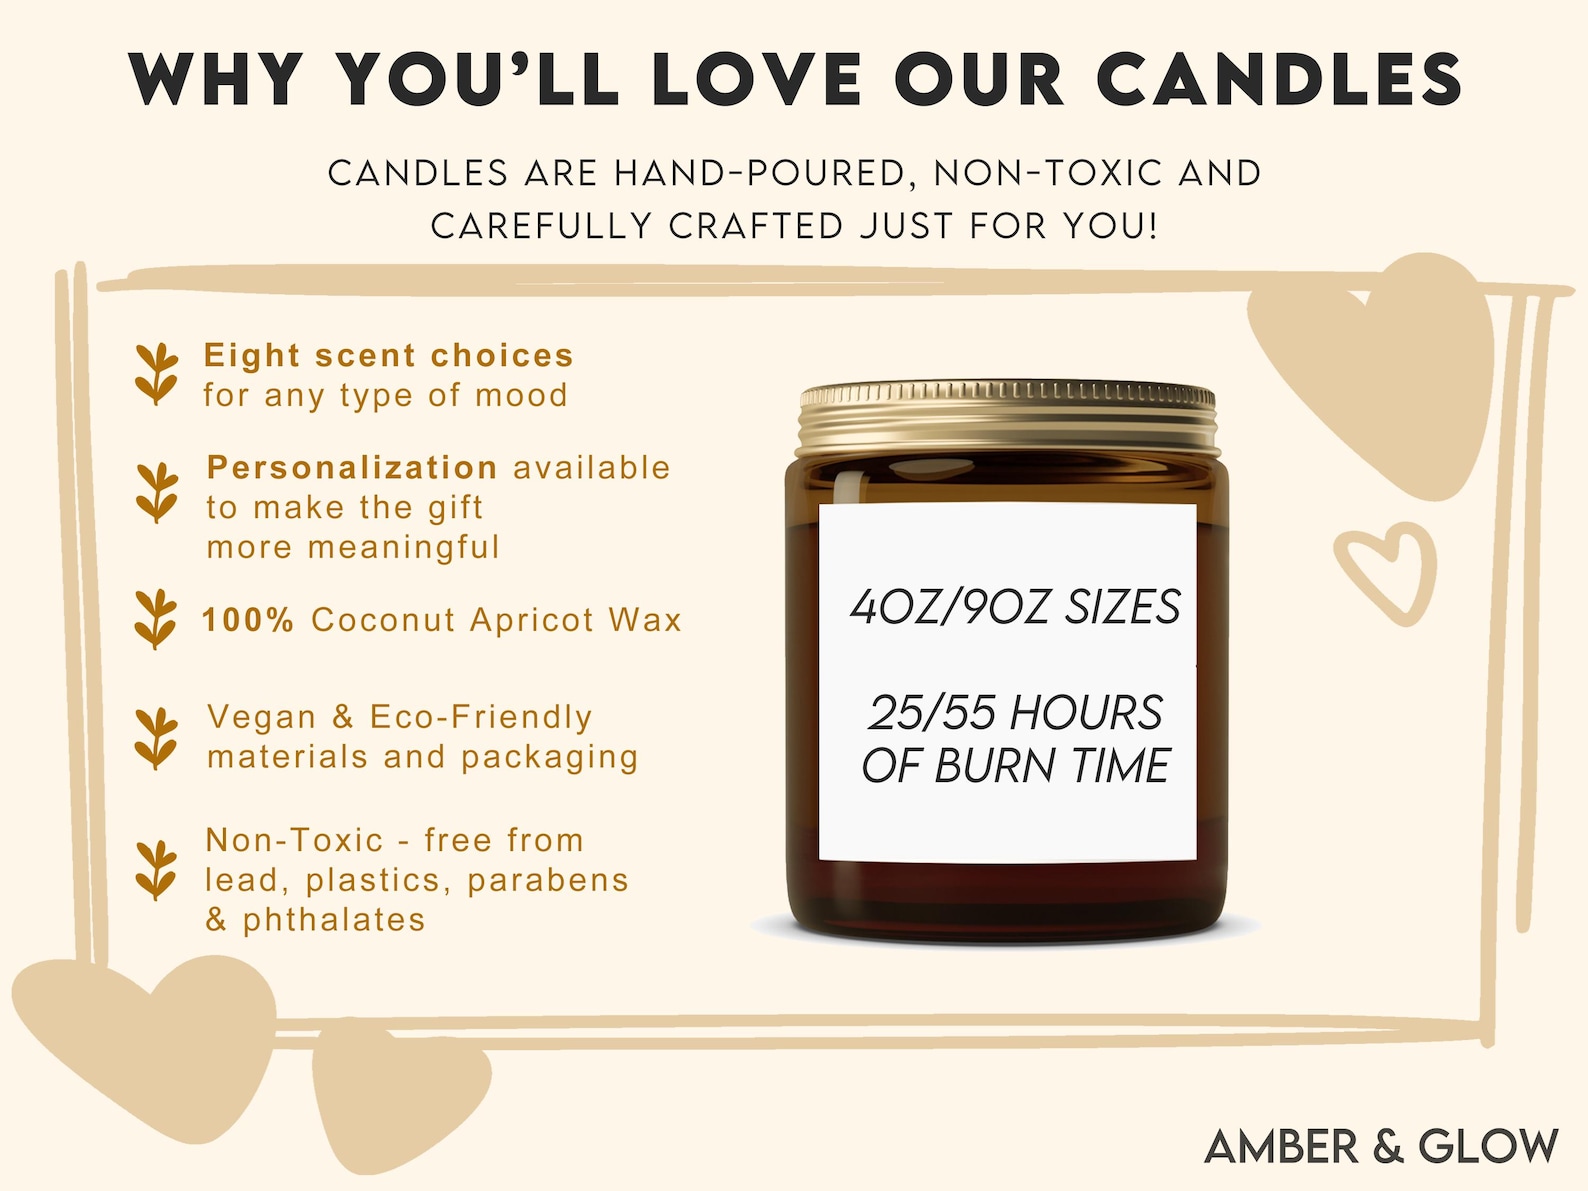 WHY YOU'LL LOVE OUR CANDLES
CANDLES ARE HAND-POURED, NON-TOXIC AND
CAREFULLY CRAFTED JUST FOR YOU!
Eight scent choices
for any type of mood
Personalization available
to make the gift
more meaningful
100% Coconut Apricot Wax
Vegan & Eco-Friendly
materials and packaging
Non-Toxic - free from
lead, plastics, parabens
& phthalates
4OZ/9OZ SIZES
25/55 HOURS
OF BURN TIME
AMBER & GLOW